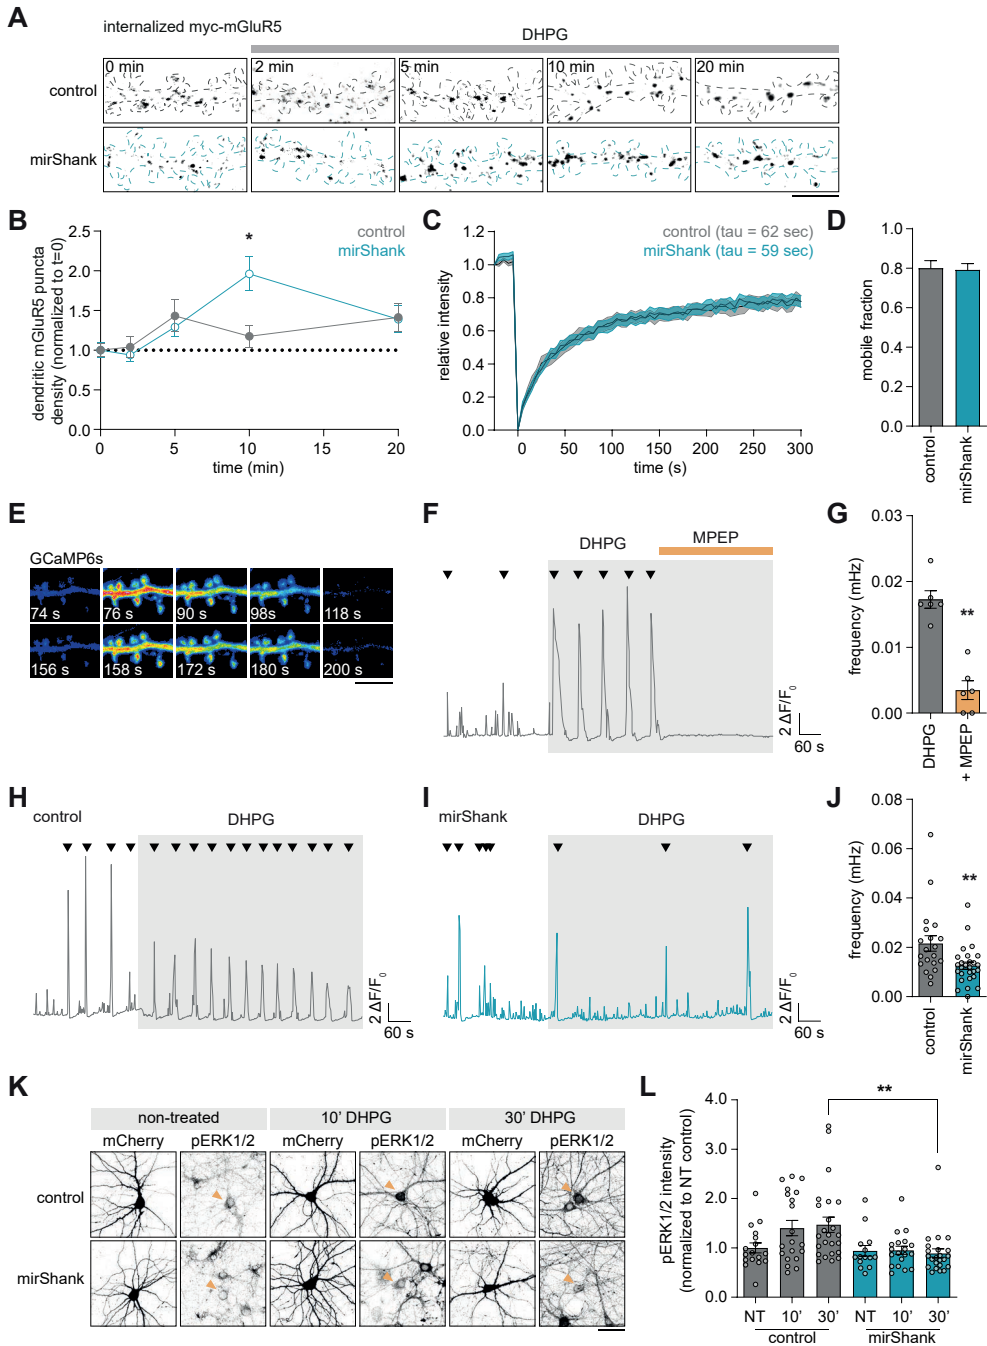 A
internalized myc-mGluR5
DHPG
0 min
2 min
5 min
10 min
20 min
control
mirShank
B
dendritic mGluR5 puncta
density (normalized to t=0)
2.5
2.0
1.5
1.0
0.5
0.0
control
mirShank
*
0
5
10
15
20
time (min)
C
relative intensity
1.2
1.0
0.8
0.6
0.4
0.2
0.0
control (tau = 62 sec)
mirShank (tau = 59 sec)
0
50
100
150
200
250
300
time (s)
D
mobile fraction
1.0
0.8
0.6
0.4
0.2
0.0
control
mirShank
E
GCaMP6s
74 s
76 s
90 s
98s
118 s
156 s
158 s
172 s
180 s
200 s
F
DHPG
MPEP
2 ΔF/F0
60 s
G
frequency (mHz)
0.03
0.02
0.01
0.00
**
DHPG
+ MPEP
H
control
DHPG
2 ΔF/F0
60 s
I
mirShank
DHPG
2 ΔF/F0
60 s
J
frequency (mHz)
0.08
0.06
0.04
0.02
0.00
**
control
mirShank
K
non-treated
10' DHPG
30' DHPG
mCherry
pERK1/2
mCherry
pERK1/2
mCherry
pERK1/2
control
mirShank
L
pERK1/2 intensity
(normalized to NT control)
4.0
3.0
2.0
1.0
0.0
**
NT
10'
30'
NT
10'
30'
control
mirShank